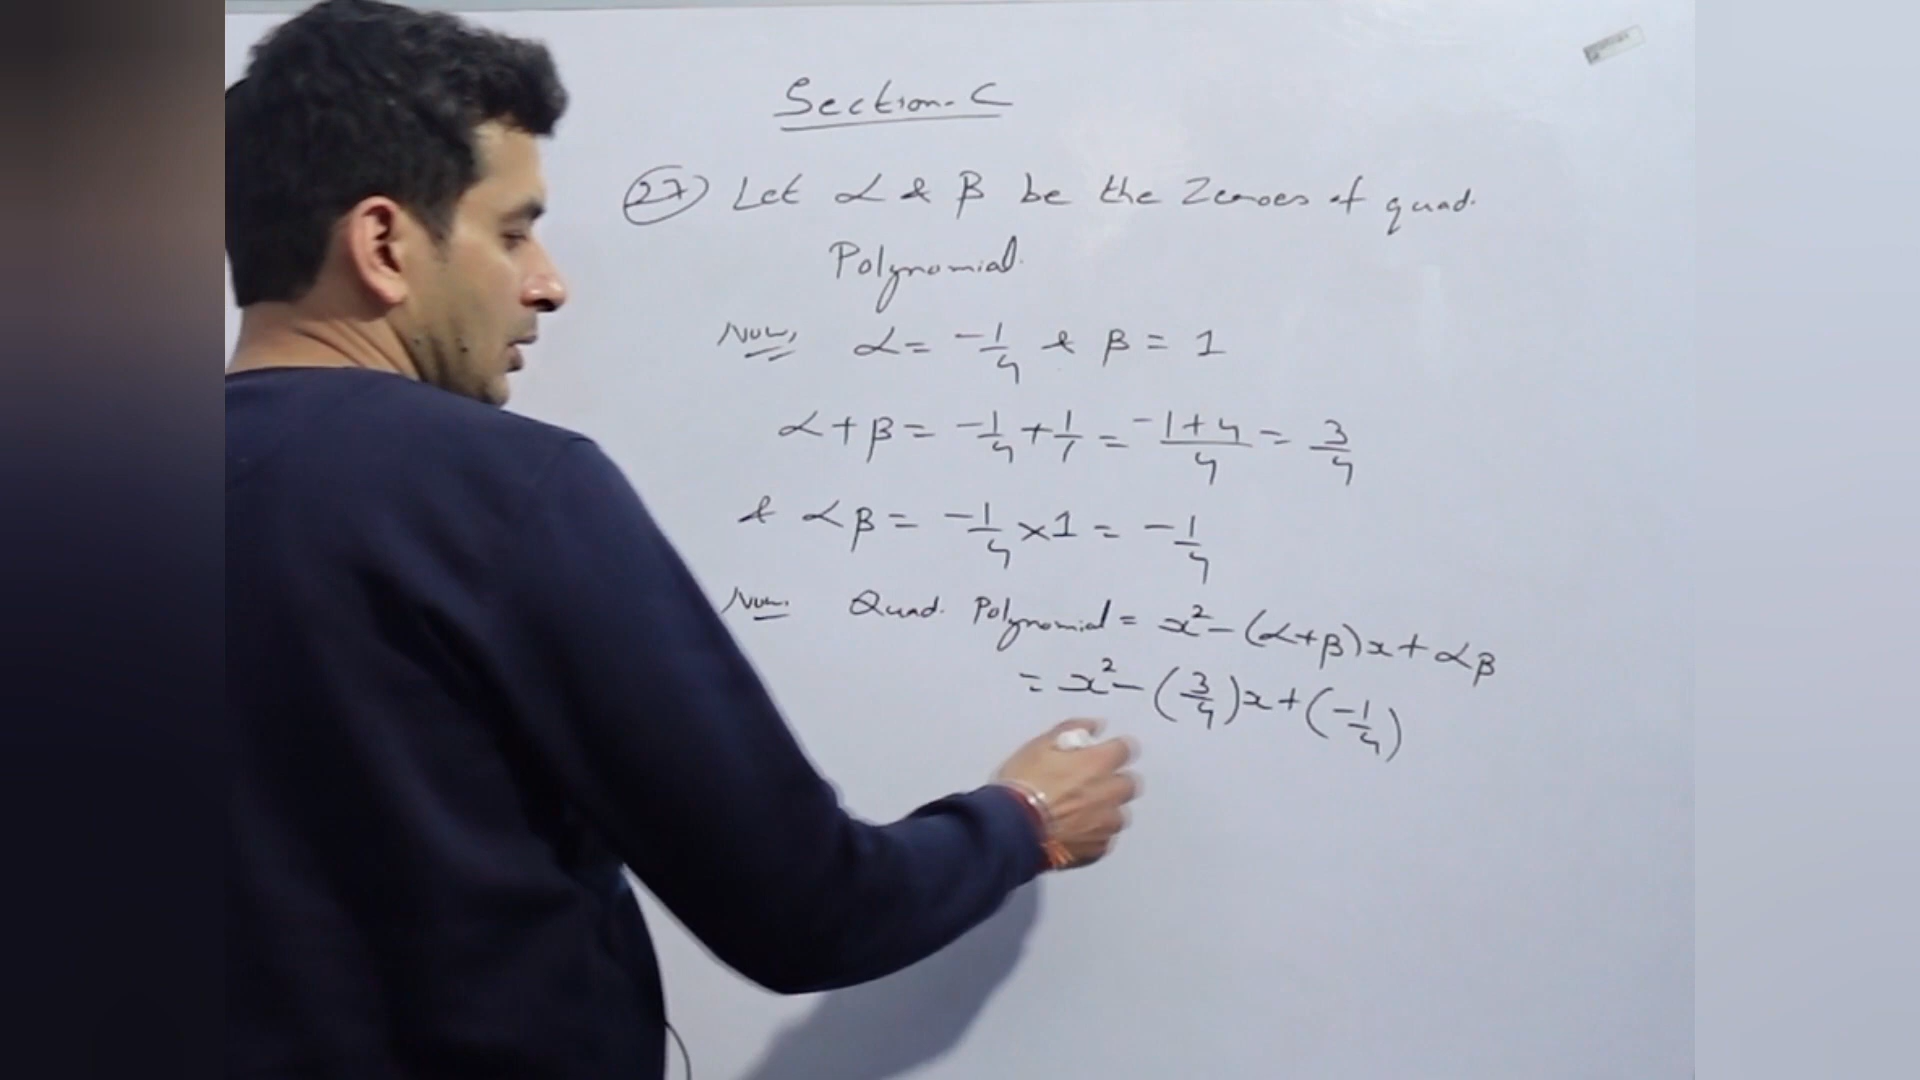 Section-C
27 Let α & β be the Zeroes of quad.
Polynomial.
Now, α = -1/4 & β = 1
α+β = -1/4 + 1/1 = -1+4/4 = 3/4
& αβ = -1/4 × 1 = -1/4
Now. Quad. Polynomial = x² - (α+β)x + αβ
= x² - (3/4)x + (-1/4)